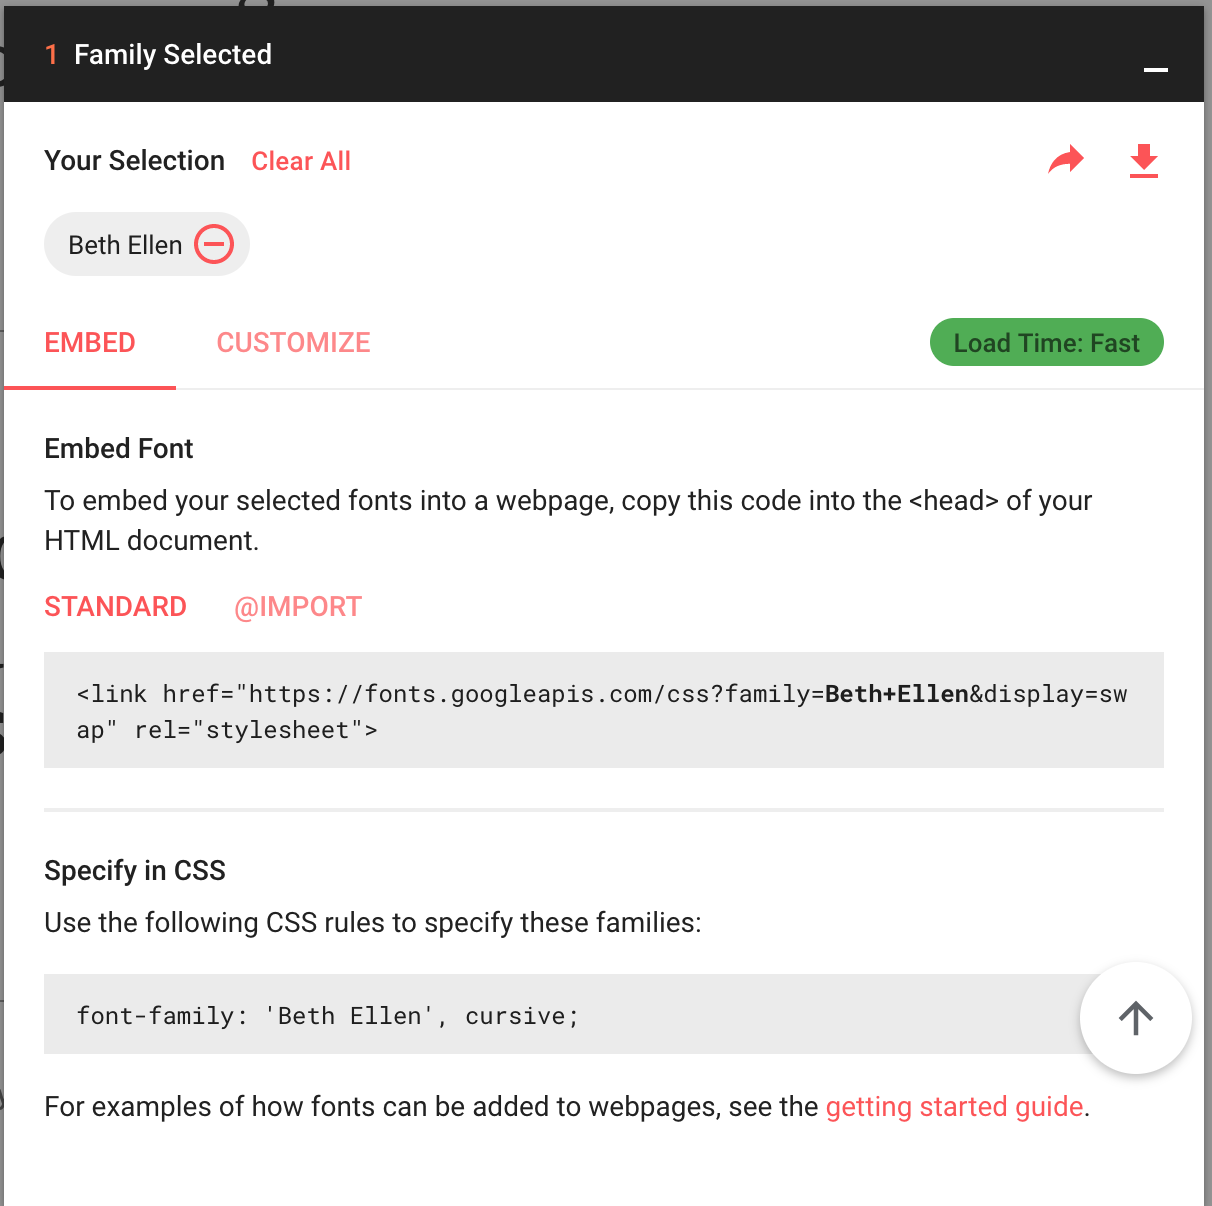 1 Family Selected
Your Selection Clear All
Beth Ellen
EMBED CUSTOMIZE Load Time: Fast
Embed Font
To embed your selected fonts into a webpage, copy this code into the <head> of your
HTML document.
STANDARD @IMPORT
<link href="https://fonts.googleapis.com/css?family=Beth+Ellen&display=sw
ap" rel="stylesheet">
Specify in CSS
Use the following CSS rules to specify these families:
font-family: 'Beth Ellen', cursive;
For examples of how fonts can be added to webpages, see the getting started guide.